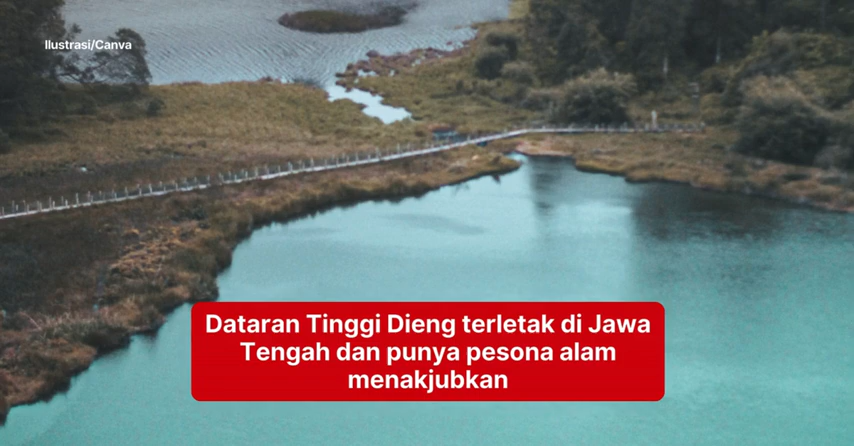 Ilustrasi/Canva
Dataran Tinggi Dieng terletak di Jawa
Tengah dan punya pesona alam
menakjubkan